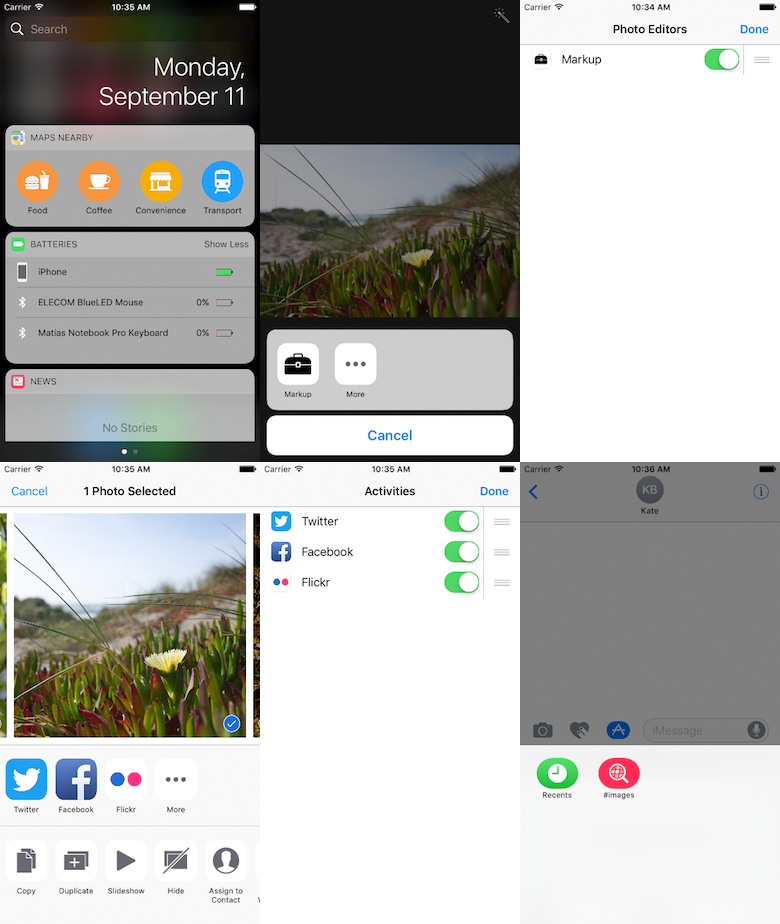 Carrier 10:35 AM
Search
Monday,
September 11
MAPS NEARBY
Food Coffee Convenience Transport
BATTERIES Show Less
iPhone
ELECOM BlueLED Mouse 0%
Matias Notebook Pro Keyboard 0%
NEWS
No Stories
Markup More
Cancel
Carrier 10:34 AM
Photo Editors Done
Markup
Carrier 10:35 AM
Cancel 1 Photo Selected
Twitter Facebook Flickr More
Copy Duplicate Slideshow Hide Assign to
Contact
Carrier 10:35 AM
Activities Done
Twitter
Facebook
Flickr
Carrier 10:36 AM
KB
Kate
iMessage
Recents #images